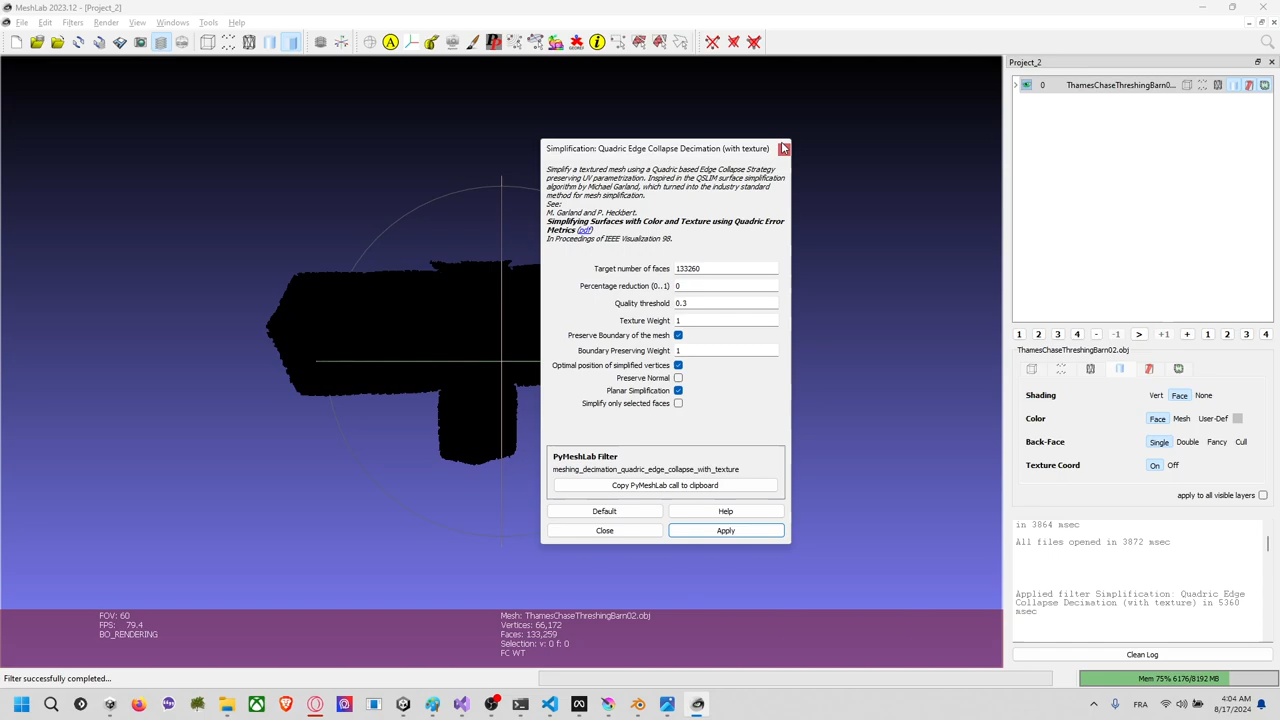 MeshLab 2023.12 - [Project_2]
File Edit Filters Render View Windows Tools Help
Project_2
0 ThamesChaseThreshingBarn0...
Simplification: Quadric Edge Collapse Decimation (with texture)
Simplify a textured mesh using a Quadric based Edge Collapse Strategy
preserving UV parametrization. Inspired in the QSLIM surface simplification
algorithm by Michael Garland, which turned into the industry standard
method for mesh simplification.
See:
M. Garland and P. Heckbert.
Simplifying Surfaces with Color and Texture using Quadric Error
Metrics (pdf)
In Proceedings of IEEE Visualization 98.
Target number of faces 133260
Percentage reduction (0..1) 0
Quality threshold 0.3
Texture Weight 1
Preserve Boundary of the mesh
Boundary Preserving Weight 1
Optimal position of simplified vertices
Preserve Normal
Planar Simplification
Simplify only selected faces
PyMeshLab Filter
meshing_decimation_quadric_edge_collapse_with_texture
Copy PyMeshLab call to clipboard
Default Help
Close Apply
1 2 3 4 - -1 > +1 + 1 2 3 4
ThamesChaseThreshingBarn02.obj
Shading Vert Face None
Color Face Mesh User-Def
Back-Face Single Double Fancy Cull
Texture Coord On Off
apply to all visible layers
in 3864 msec
All files opened in 3872 msec
Applied filter Simplification: Quadric Edge
Collapse Decimation (with texture) in 5360
msec
Clean Log
FOV: 60
FPS: 79.4
BO_RENDERING
Mesh: ThamesChaseThreshingBarn02.obj
Vertices: 66,172
Faces: 133,259
Selection: v: 0 f: 0
FC WT
Filter successfully completed...
Mem 75% 6176/8192 MB
FRA
4:04 AM
8/17/2024